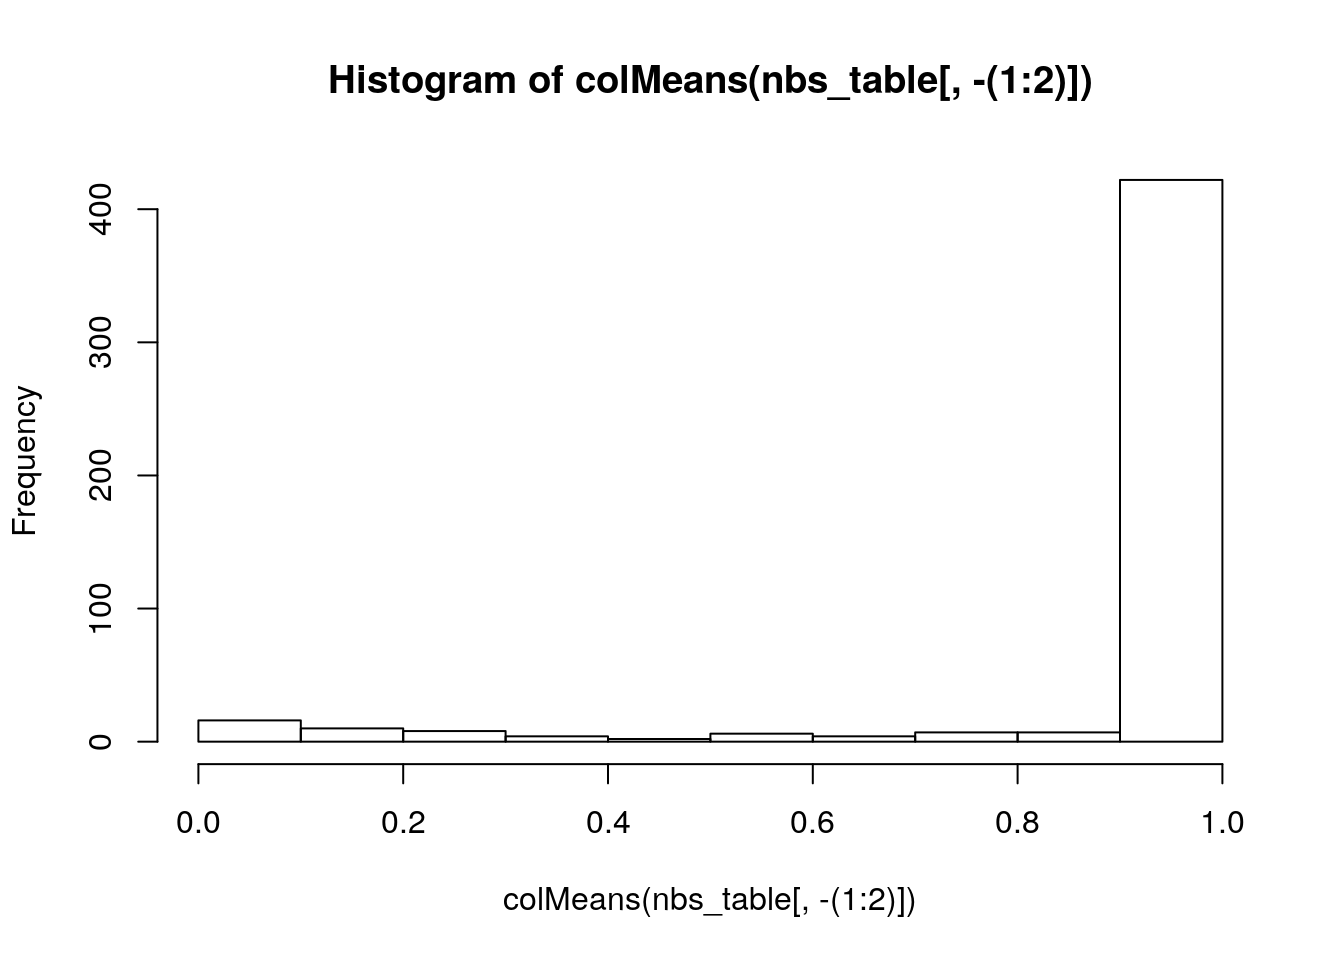 Histogram of colMeans(nbs_table[, -(1:2)])
Frequency
400
300
200
100
0
0.0 0.2 0.4 0.6 0.8 1.0
colMeans(nbs_table[, -(1:2)])